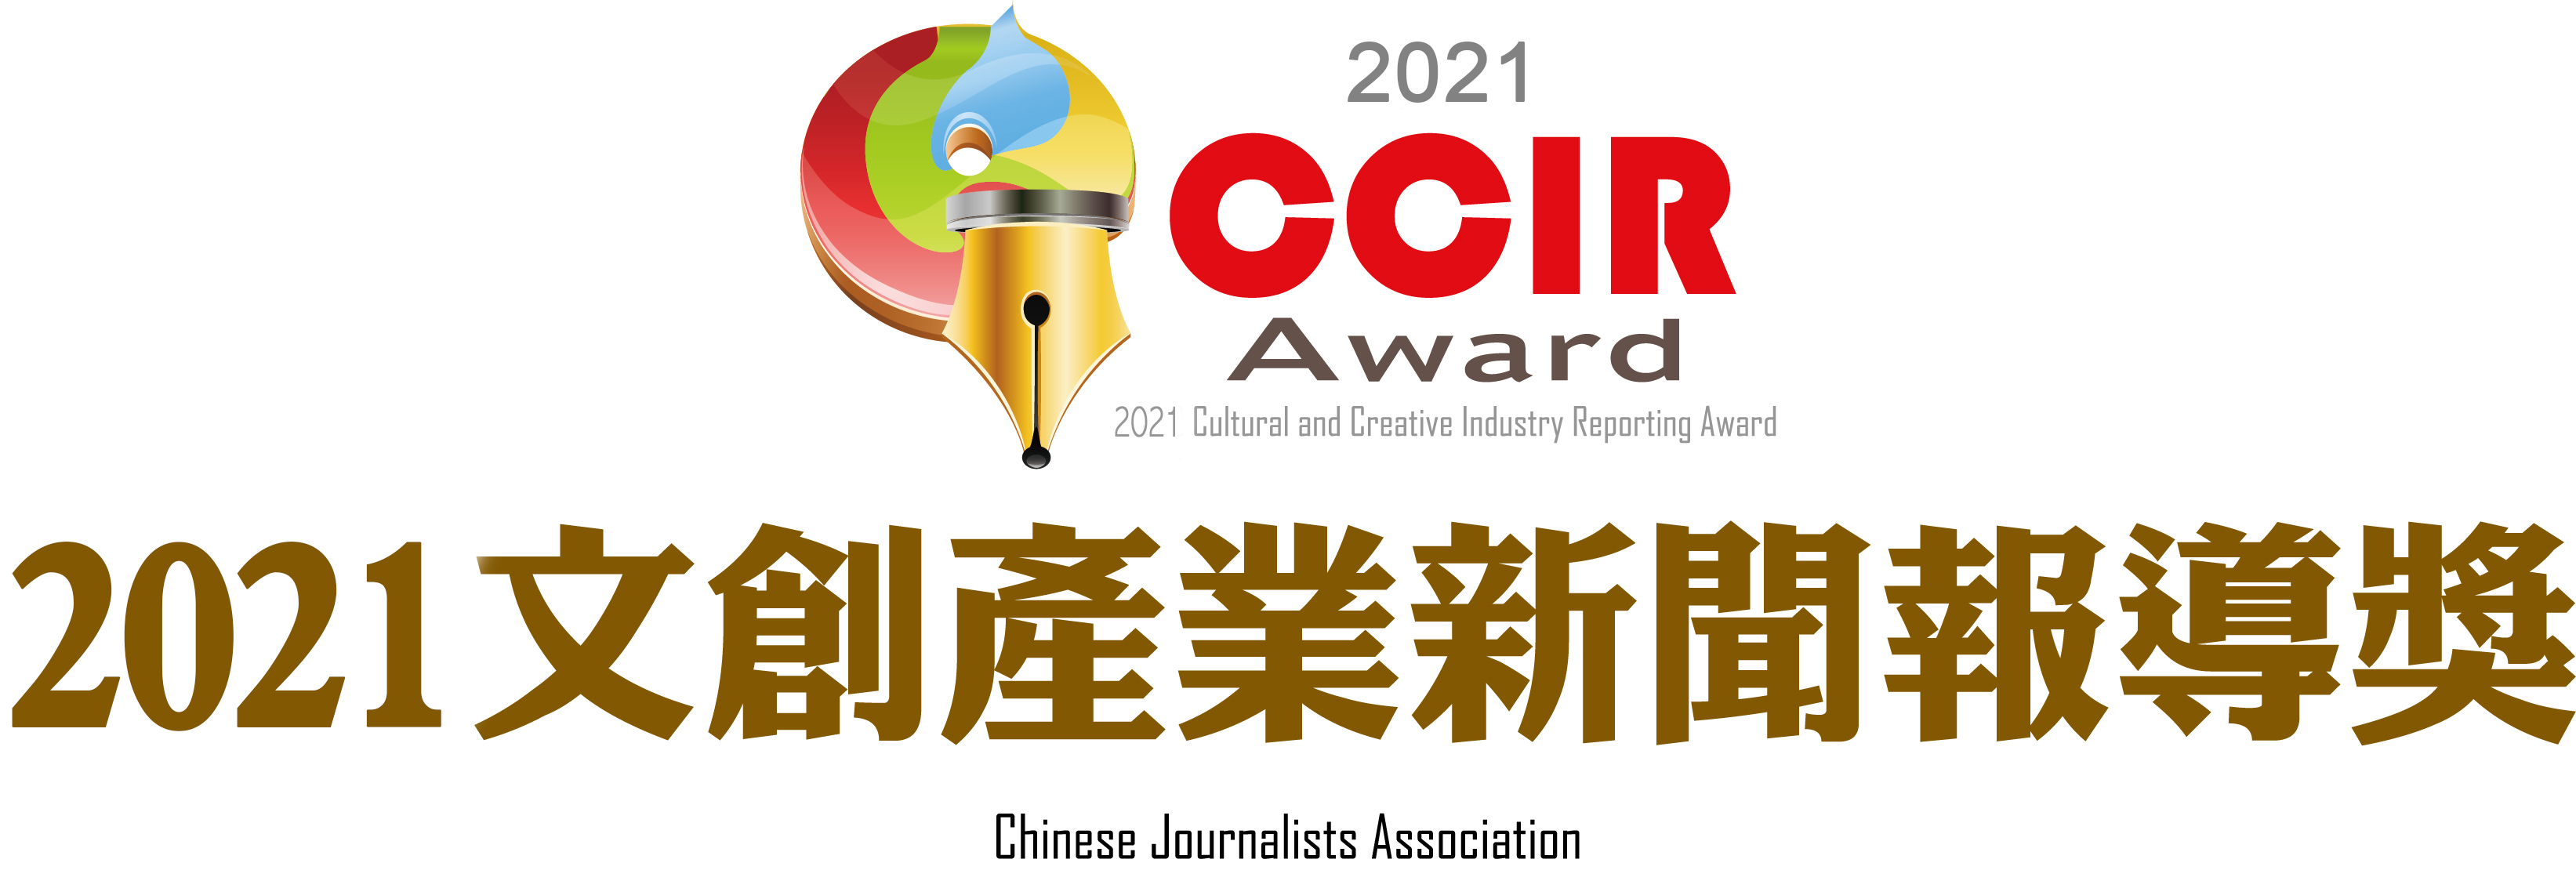 2021
CCIR
Award
2021 Cultural and Creative Industry Reporting Award
2021文創產業新聞報導獎
Chinese Journalists Association